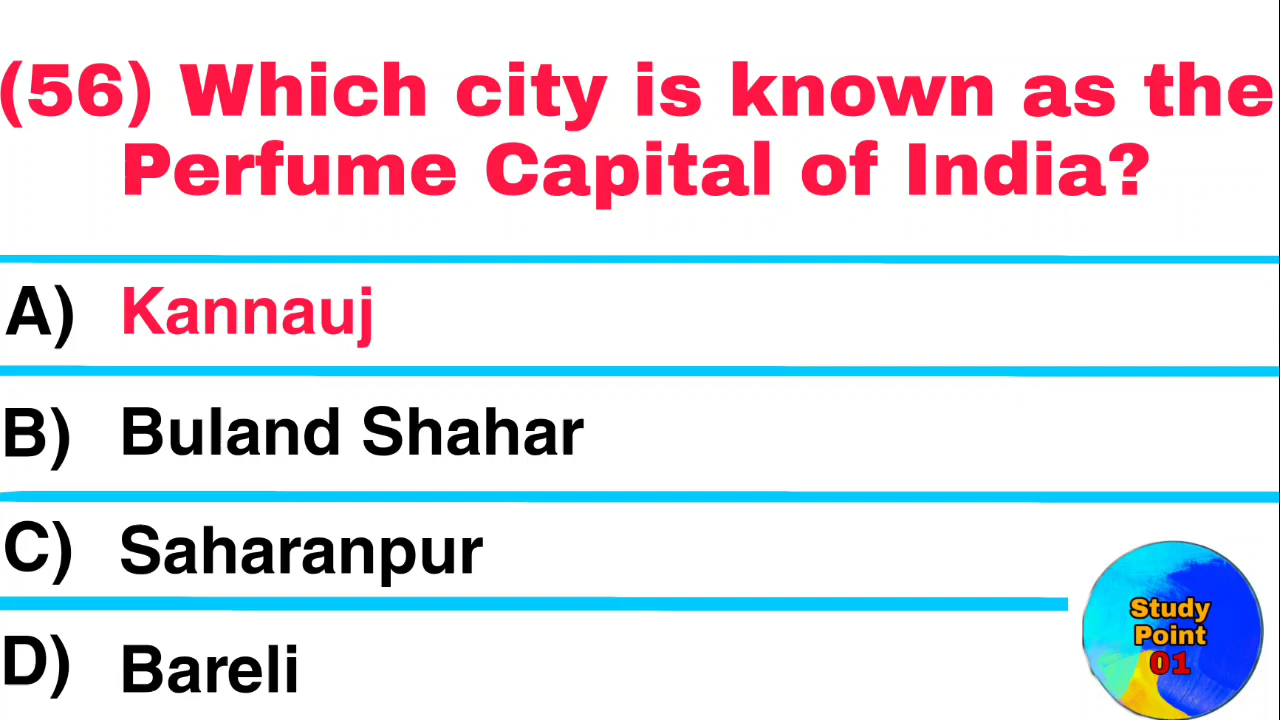 (56) Which city is known as the
Perfume Capital of India?
A) Kannauj
B) Buland Shahar
C) Saharanpur
D) Bareli
Study
Point
01